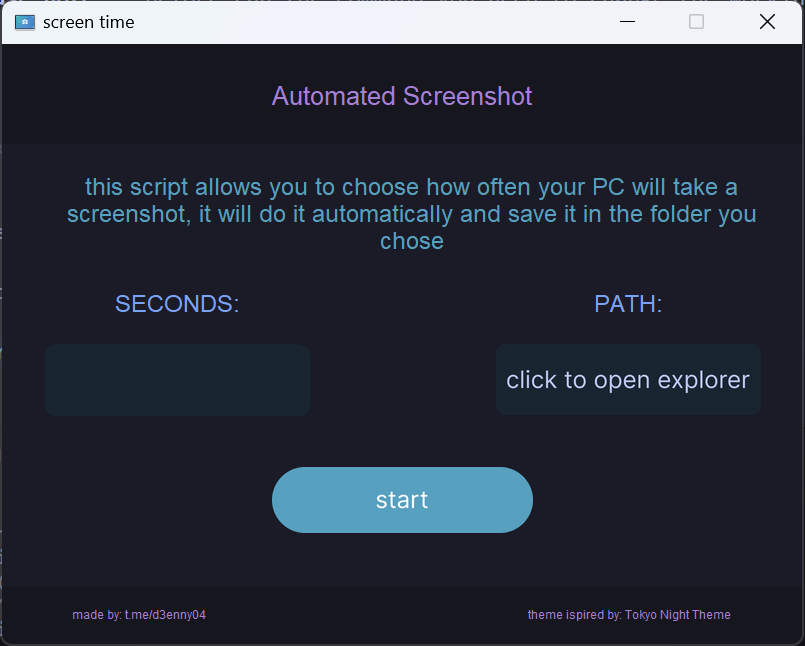 screen time
Automated Screenshot
this script allows you to choose how often your PC will take a
screenshot, it will do it automatically and save it in the folder you
chose
SECONDS:
PATH:
click to open explorer
start
made by: t.me/d3enny04
theme ispired by: Tokyo Night Theme